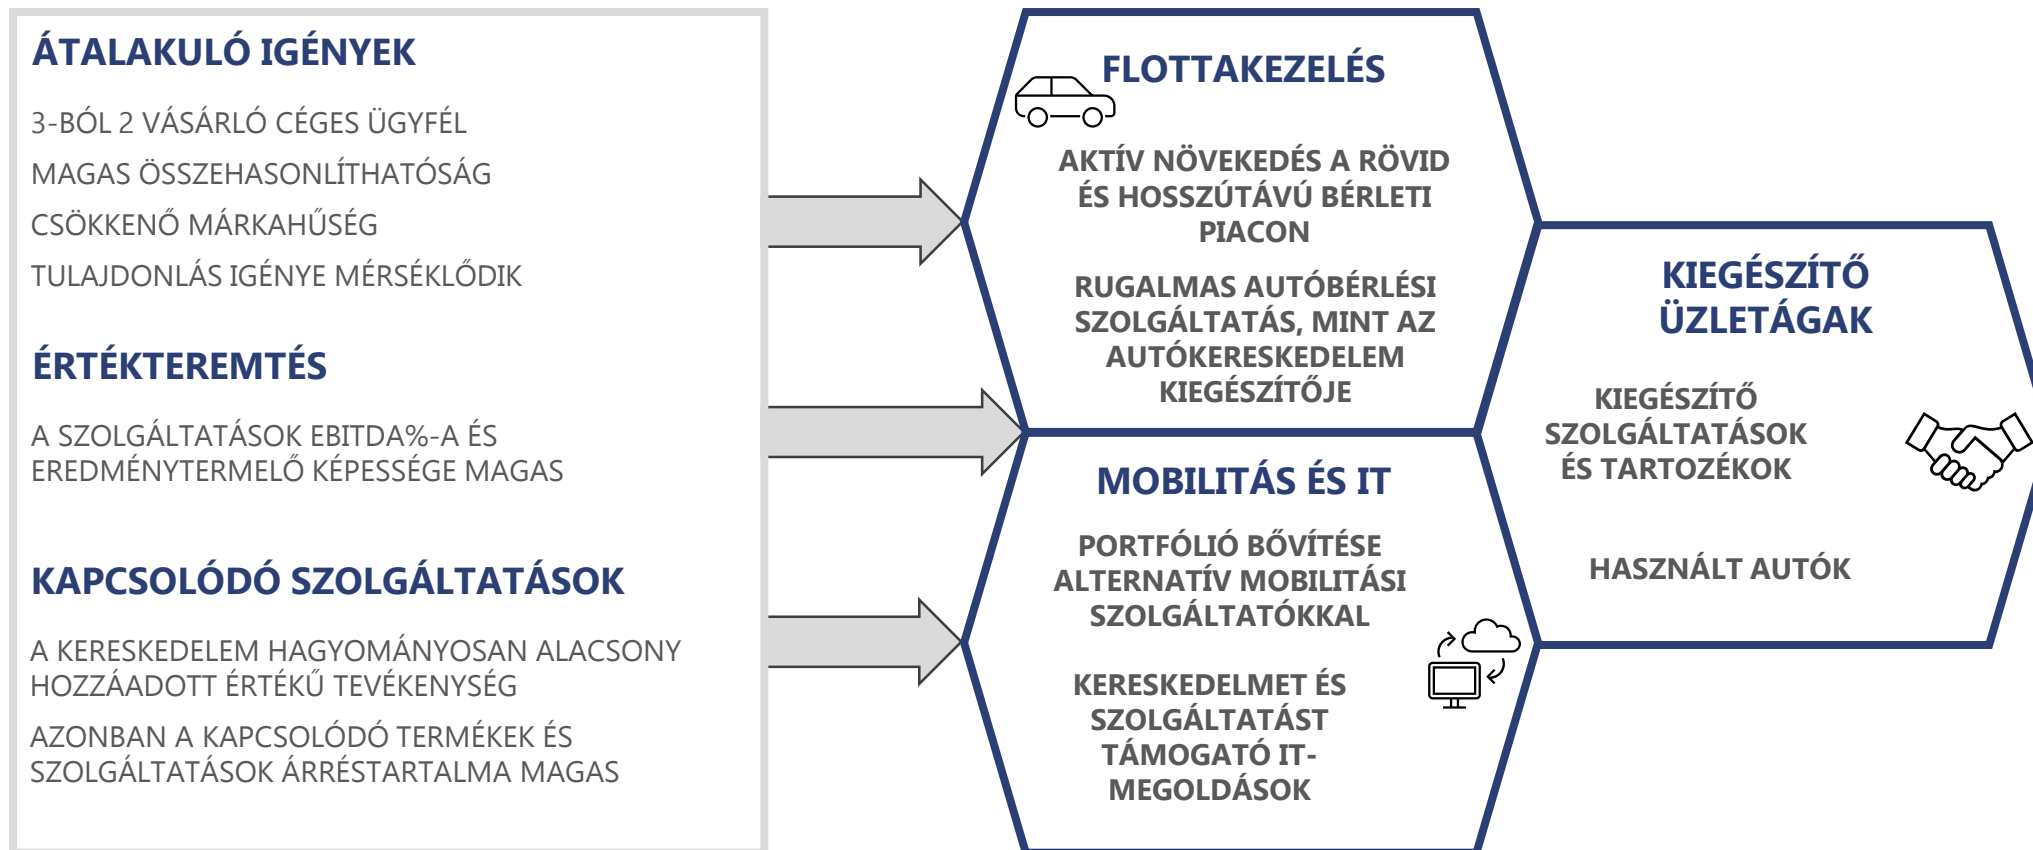 ÁTALAKULÓ IGÉNYEK
3-BÓL 2 VÁSÁRLÓ CÉGES ÜGYFÉL
MAGAS ÖSSZEHASONLÍTHATÓSÁG
CSÖKKENŐ MÁRKAHŰSÉG
TULAJDONLÁS IGÉNYE MÉRSÉKLŐDIK
ÉRTÉKTEREMTÉS
A SZOLGÁLTATÁSOK EBITDA%-A ÉS
EREDMÉNYTERMELŐ KÉPESSÉGE MAGAS
KAPCSOLÓDÓ SZOLGÁLTATÁSOK
A KERESKEDELEM HAGYOMÁNYOSAN ALACSONY
HOZZÁADOTT ÉRTÉKŰ TEVÉKENYSÉG
AZONBAN A KAPCSOLÓDÓ TERMÉKEK ÉS
SZOLGÁLTATÁSOK ÁRRÉSTARTALMA MAGAS
FLOTTAKEZELÉS
AKTÍV NÖVEKEDÉS A RÖVID
ÉS HOSSZÚTÁVÚ BÉRLETI
PIACON
RUGALMAS AUTÓBÉRLÉSI
SZOLGÁLTATÁS, MINT AZ
AUTÓKERESKEDELEM
KIEGÉSZÍTŐJE
MOBILITÁS ÉS IT
PORTFÓLIÓ BŐVÍTÉSE
ALTERNATÍV MOBILITÁSI
SZOLGÁLTATÓKKAL
KERESKEDELMET ÉS
SZOLGÁLTATÁST
TÁMOGATÓ IT-
MEGOLDÁSOK
KIEGÉSZÍTŐ
ÜZLETÁGAK
KIEGÉSZÍTŐ
SZOLGÁLTATÁSOK
ÉS TARTOZÉKOK
HASZNÁLT AUTÓK